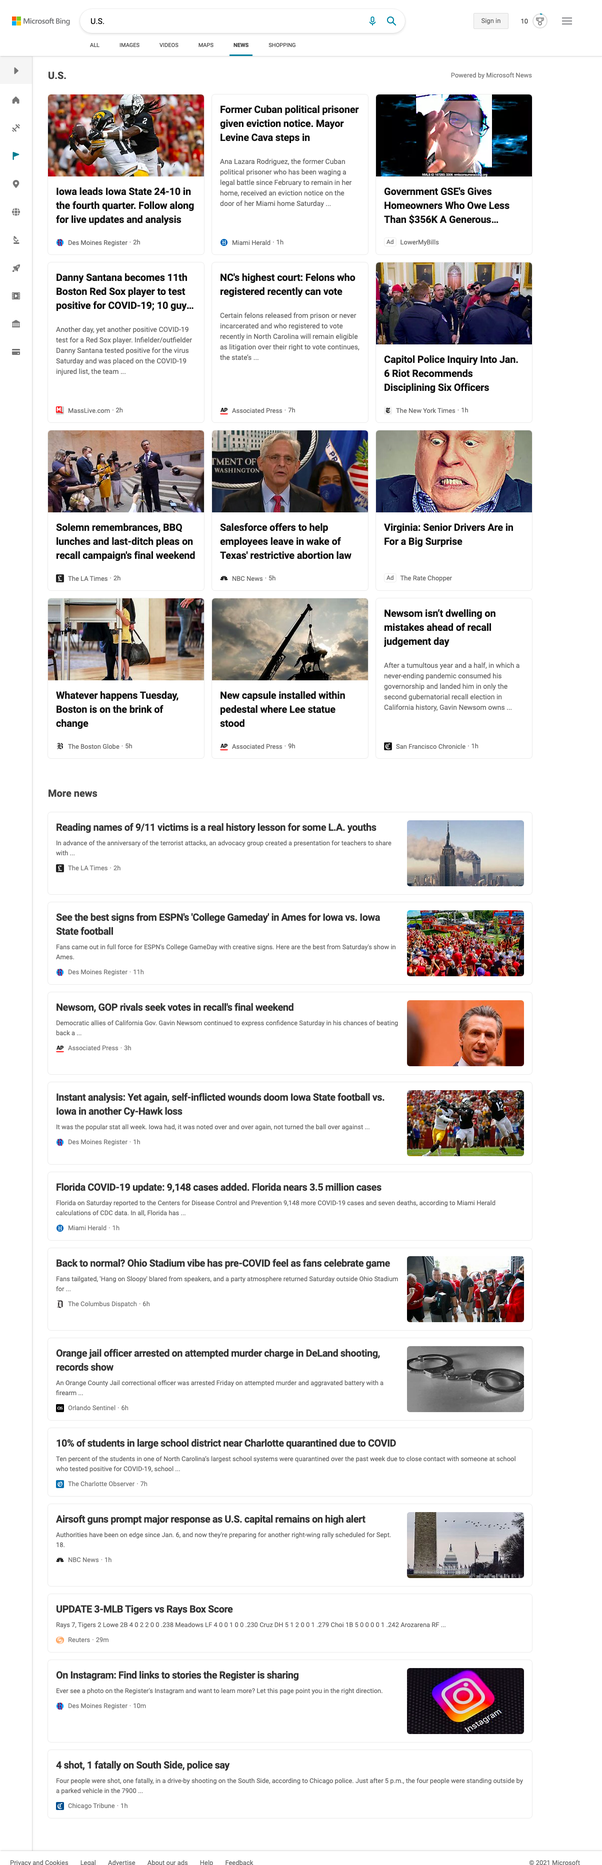 Microsoft Bing
U.S.
Sign in
10
ALL
IMAGES
VIDEOS
MAPS
NEWS
SHOPPING
U.S.
Powered by Microsoft News
Iowa leads Iowa State 24-10 in
the fourth quarter. Follow along
for live updates and analysis
Des Moines Register · 2h
Former Cuban political prisoner
given eviction notice. Mayor
Levine Cava steps in
Ana Lazara Rodriguez, the former Cuban
political prisoner who has been waging a
legal battle since February to remain in her
home, received an eviction notice on the
door of her Miami home Saturday ...
Miami Herald · 1h
Government GSE's Gives
Homeowners Who Owe Less
Than $356K A Generous...
Ad LowerMyBills
Danny Santana becomes 11th
Boston Red Sox player to test
positive for COVID-19; 10 guy...
Another day, yet another positive COVID-19
test for a Red Sox player. Infielder/outfielder
Danny Santana tested positive for the virus
Saturday and was placed on the COVID-19
injured list, the team ...
MassLive.com · 2h
NC's highest court: Felons who
registered recently can vote
Certain felons released from prison or never
incarcerated and who registered to vote
recently in North Carolina will remain eligible
as litigation over their right to vote continues,
the state's ...
AP Associated Press · 7h
Capitol Police Inquiry Into Jan.
6 Riot Recommends
Disciplining Six Officers
The New York Times · 1h
Solemn remembrances, BBQ
lunches and last-ditch pleas on
recall campaign's final weekend
The LA Times · 2h
TMENT OF
WASHINGTON
Salesforce offers to help
employees leave in wake of
Texas' restrictive abortion law
NBC News · 5h
Virginia: Senior Drivers Are in
For a Big Surprise
Ad The Rate Chopper
Whatever happens Tuesday,
Boston is on the brink of
change
B The Boston Globe · 5h
New capsule installed within
pedestal where Lee statue
stood
AP Associated Press · 9h
Newsom isn't dwelling on
mistakes ahead of recall
judgement day
After a tumultuous year and a half, in which a
never-ending pandemic consumed his
governorship and landed him in only the
second gubernatorial recall election in
California history, Gavin Newsom owns ...
San Francisco Chronicle · 1h
More news
Reading names of 9/11 victims is a real history lesson for some L.A. youths
In advance of the anniversary of the terrorist attacks, an advocacy group created a presentation for teachers to share
with ...
The LA Times · 2h
See the best signs from ESPN's 'College Gameday' in Ames for Iowa vs. Iowa
State football
Fans came out in full force for ESPN's College GameDay with creative signs. Here are the best from Saturday's show in
Ames.
Des Moines Register · 11h
Newsom, GOP rivals seek votes in recall's final weekend
Democratic allies of California Gov. Gavin Newsom continued to express confidence Saturday in his chances of beating
back a ...
AP Associated Press · 3h
Instant analysis: Yet again, self-inflicted wounds doom Iowa State football vs.
Iowa in another Cy-Hawk loss
It was the popular stat all week. Iowa had, it was noted over and over again, not turned the ball over against ...
Des Moines Register · 1h
Florida COVID-19 update: 9,148 cases added. Florida nears 3.5 million cases
Florida on Saturday reported to the Centers for Disease Control and Prevention 9,148 more COVID-19 cases and seven deaths, according to Miami Herald
calculations of CDC data. In all, Florida has ...
Miami Herald · 1h
Back to normal? Ohio Stadium vibe has pre-COVID feel as fans celebrate game
Fans tailgated, 'Hang on Sloopy' blared from speakers, and a party atmosphere returned Saturday outside Ohio Stadium
for ...
The Columbus Dispatch · 6h
Orange jail officer arrested on attempted murder charge in DeLand shooting,
records show
An Orange County Jail correctional officer was arrested Friday on attempted murder and aggravated battery with a
firearm ...
OS Orlando Sentinel · 6h
10% of students in large school district near Charlotte quarantined due to COVID
Ten percent of the students in one of North Carolina's largest school systems were quarantined over the past week due to close contact with someone at school
who tested positive for COVID-19, school ...
The Charlotte Observer · 7h
Airsoft guns prompt major response as U.S. capital remains on high alert
Authorities have been on edge since Jan. 6, and now they're preparing for another right-wing rally scheduled for Sept.
18.
NBC News · 1h
UPDATE 3-MLB Tigers vs Rays Box Score
Rays 7, Tigers 2 Lowe 2B 4 0 2 2 0 0 .238 Meadows LF 4 0 0 1 0 0 .230 Cruz DH 5 1 2 0 0 1 .279 Choi 1B 5 0 0 0 0 1 .242 Arozarena RF ...
Reuters · 29m
On Instagram: Find links to stories the Register is sharing
Ever see a photo on the Register's Instagram and want to learn more? Let this page point you in the right direction.
Des Moines Register · 10m
Instagram
4 shot, 1 fatally on South Side, police say
Four people were shot, one fatally, in a drive-by shooting on the South Side, according to Chicago police. Just after 5 p.m., the four people were standing outside by
a parked vehicle in the 7900 ...
Chicago Tribune · 1h
Privacy and Cookies
Legal
Advertise
About our ads
Help
Feedback
© 2021 Microsoft